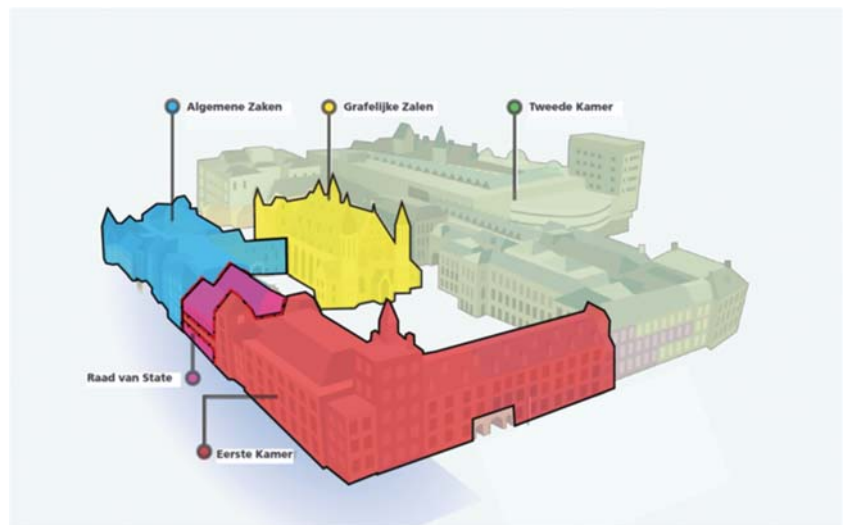 Algemene Zaken
Grafelijke Zalen
Tweede Kamer
Raad van State
Eerste Kamer